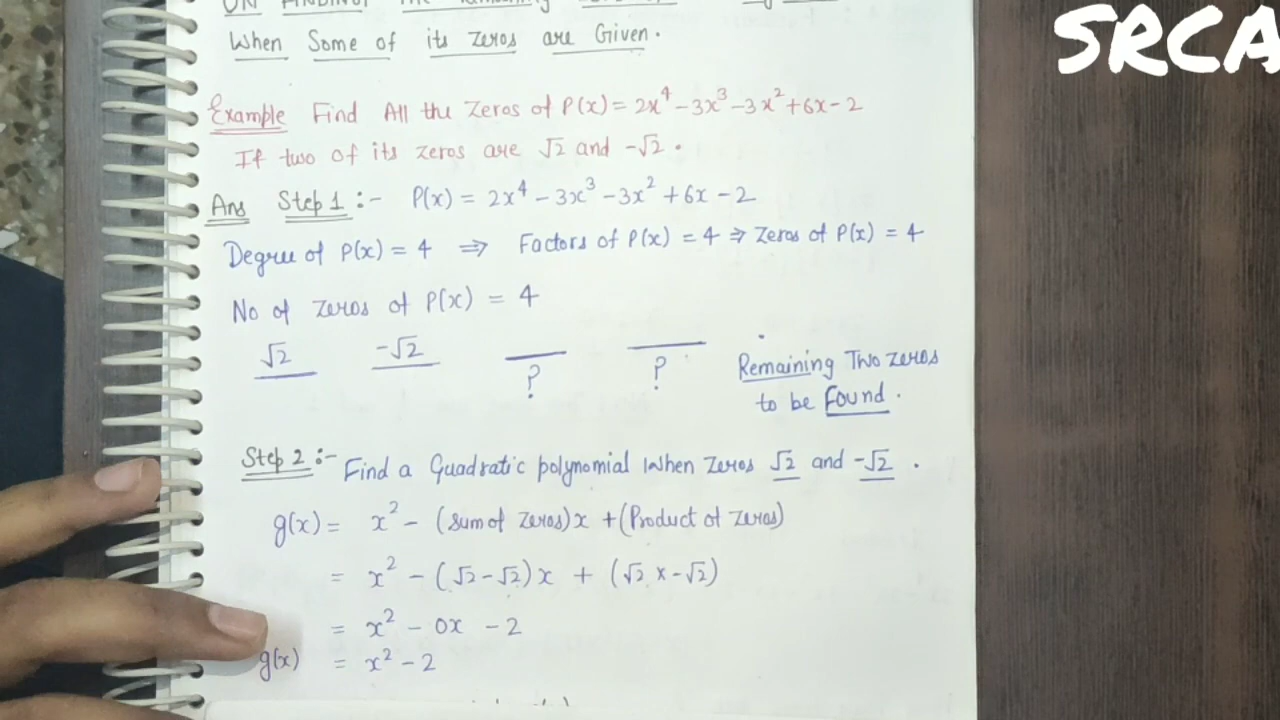 SRCA
When Some of its zeros are Given.
Example Find All the Zeros of P(x) = 2x⁴ - 3x³ - 3x² + 6x - 2
If two of its zeros are √2 and -√2.
Ans Step 1 :- P(x) = 2x⁴ - 3x³ - 3x² + 6x - 2
Degree of P(x) = 4 ⇒ Factors of P(x) = 4 ⇒ Zeros of P(x) = 4
No of zeros of P(x) = 4
√2 -√2 ? ? Remaining Two zeros
to be Found.
Step 2 :- Find a Quadratic polynomial When Zeros √2 and -√2.
g(x) = x² - (Sum of zeros)x + (Product of zeros)
= x² - (√2-√2)x + (√2 x -√2)
= x² - 0x - 2
g(x) = x² - 2